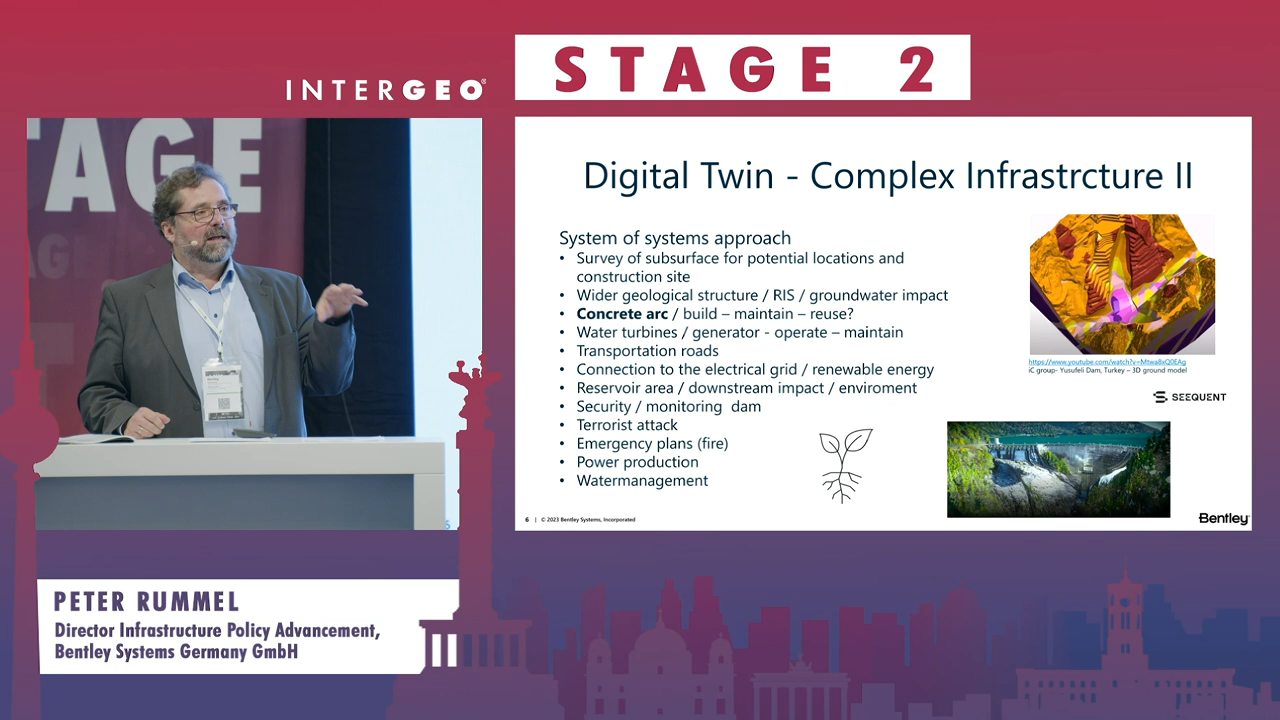 INTERGEO®
STAGE 2
TAGE
AGE
Digital Twin - Complex Infrastrcture II
System of systems approach
• Survey of subsurface for potential locations and
construction site
• Wider geological structure / RIS / groundwater impact
• Concrete arc / build – maintain – reuse?
• Water turbines / generator - operate – maintain
• Transportation roads
• Connection to the electrical grid / renewable energy
• Reservoir area / downstream impact / enviroment
• Security / monitoring dam
• Terrorist attack
• Emergency plans (fire)
• Power production
• Watermanagement
https://www.youtube.com/watch?v=MtwaBxQ0EAg
iC group- Yusufeli Dam, Turkey – 3D ground model
SEEQUENT
6 | © 2023 Bentley Systems, Incorporated
Bentley
PETER RUMMEL
Director Infrastructure Policy Advancement,
Bentley Systems Germany GmbH